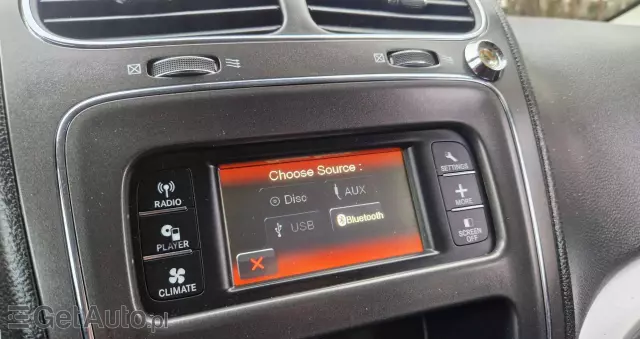 Choose Source :
Disc
AUX
USB
Bluetooth
RADIO
PLAYER
CLIMATE
SETTINGS
MORE
SCREEN OFF
GetAuto.pl